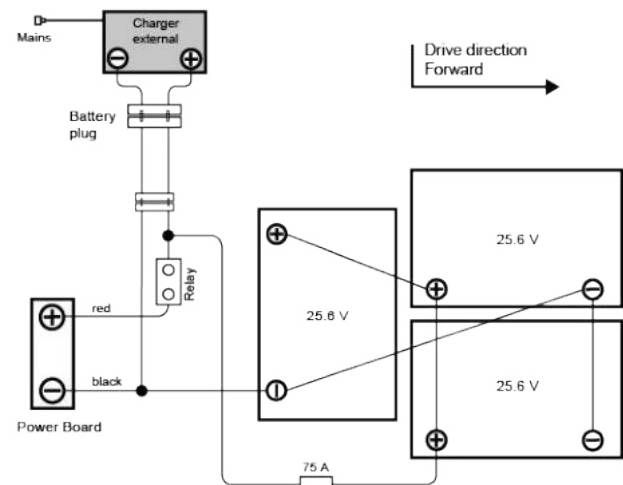 Charger
external
Mains
Drive direction
Forward
Battery
plug
Relay
25.6 V
25.6 V
25.6 V
red
black
Power Board
75 A